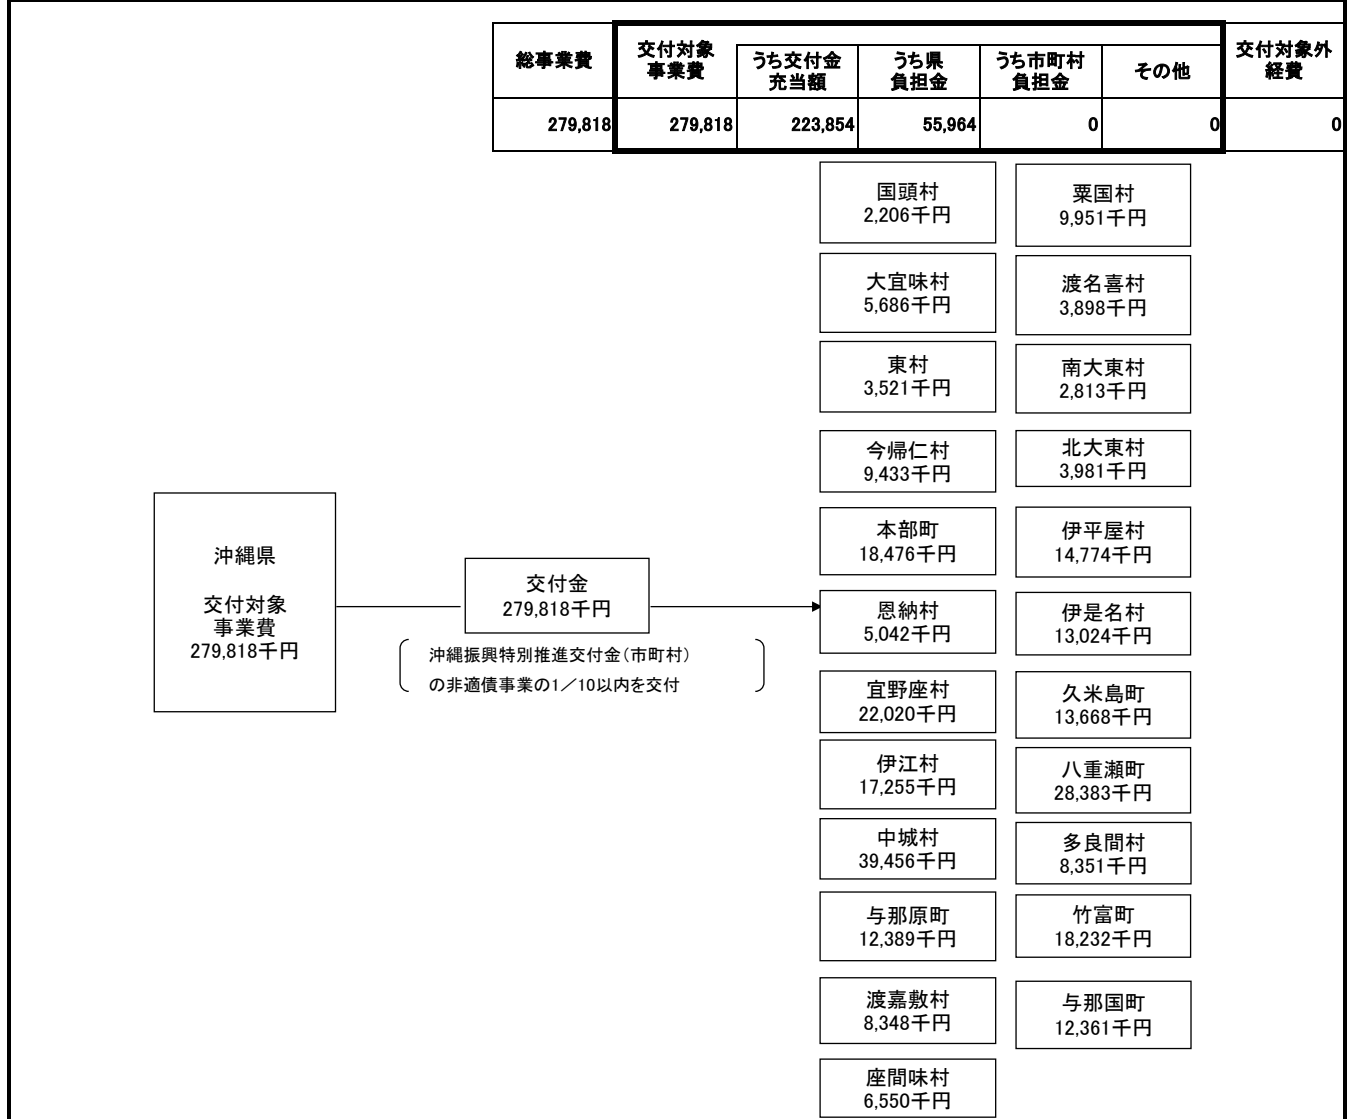 総事業費
交付対象
事業費
うち交付金
充当額
うち県
負担金
うち市町村
負担金
その他
交付対象外
経費
279,818
279,818
223,854
55,964
0
0
0
沖縄県
交付対象
事業費
279,818千円
交付金
279,818千円
沖縄振興特別推進交付金(市町村)
の非適債事業の1/10以内を交付
国頭村
2,206千円
大宜味村
5,686千円
東村
3,521千円
今帰仁村
9,433千円
本部町
18,476千円
恩納村
5,042千円
宜野座村
22,020千円
伊江村
17,255千円
中城村
39,456千円
与那原町
12,389千円
渡嘉敷村
8,348千円
座間味村
6,550千円
粟国村
9,951千円
渡名喜村
3,898千円
南大東村
2,813千円
北大東村
3,981千円
伊平屋村
14,774千円
伊是名村
13,024千円
久米島町
13,668千円
八重瀬町
28,383千円
多良間村
8,351千円
竹富町
18,232千円
与那国町
12,361千円